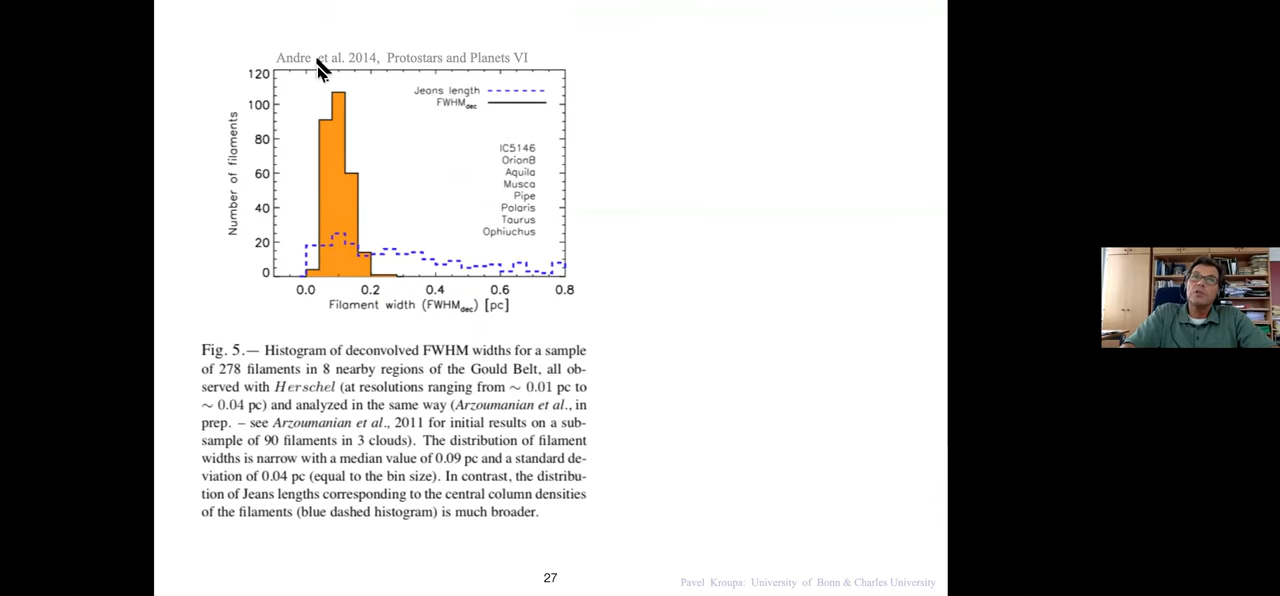 Andre et al. 2014, Protostars and Planets VI
120
100
80
60
40
20
0
Number of filaments
Jeans length
FWHMdec
IC5146
OrionB
Aquila
Musca
Pipe
Polaris
Taurus
Ophiuchus
0.0 0.2 0.4 0.6 0.8
Filament width (FWHMdec) [pc]
Fig. 5.— Histogram of deconvolved FWHM widths for a sample
of 278 filaments in 8 nearby regions of the Gould Belt, all ob-
served with Herschel (at resolutions ranging from ~ 0.01 pc to
~ 0.04 pc) and analyzed in the same way (Arzoumanian et al., in
prep. – see Arzoumanian et al., 2011 for initial results on a sub-
sample of 90 filaments in 3 clouds). The distribution of filament
widths is narrow with a median value of 0.09 pc and a standard de-
viation of 0.04 pc (equal to the bin size). In contrast, the distribu-
tion of Jeans lengths corresponding to the central column densities
of the filaments (blue dashed histogram) is much broader.
27
Pavel Kroupa: University of Bonn & Charles University